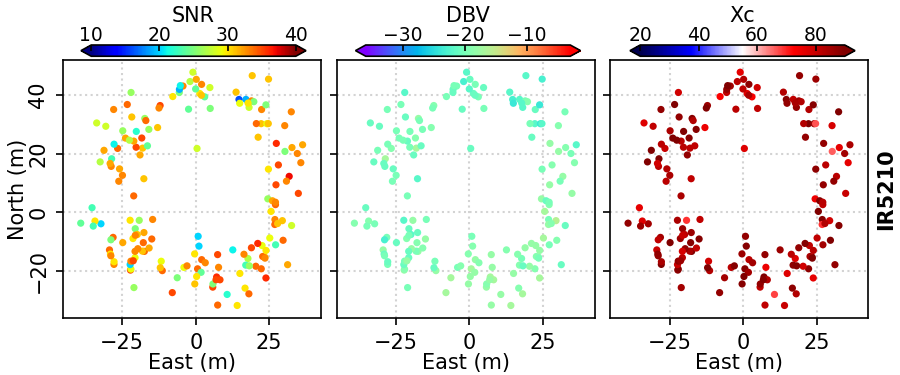 SNR DBV Xc
10 20 30 40 −30 −20 −10 20 40 60 80
North (m)
40
20
0
−20
IR5210
−25 0 25 −25 0 25 −25 0 25
East (m) East (m) East (m)